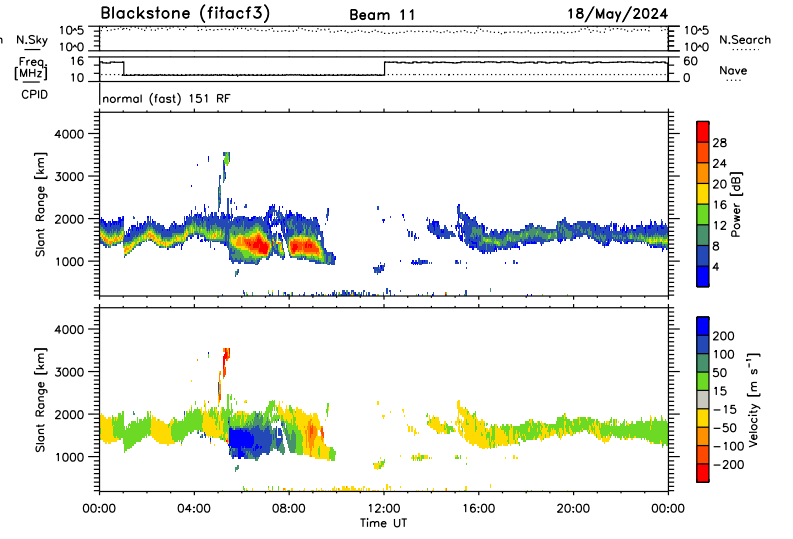 Blackstone (fitacf3) Beam 11 18/May/2024
N.Sky 10^5 10^0 10^5 10^0 N.Search
Freq. [MHz] 16 10 60 0 Nave
CPID normal (fast) 151 RF
Slant Range [km]
4000
3000
2000
1000
28
24
20
16
12
8
4
Power [dB]
Slant Range [km]
4000
3000
2000
1000
200
100
50
15
−15
−50
−100
−200
Velocity [m s⁻¹]
00:00 04:00 08:00 12:00 16:00 20:00 00:00
Time UT